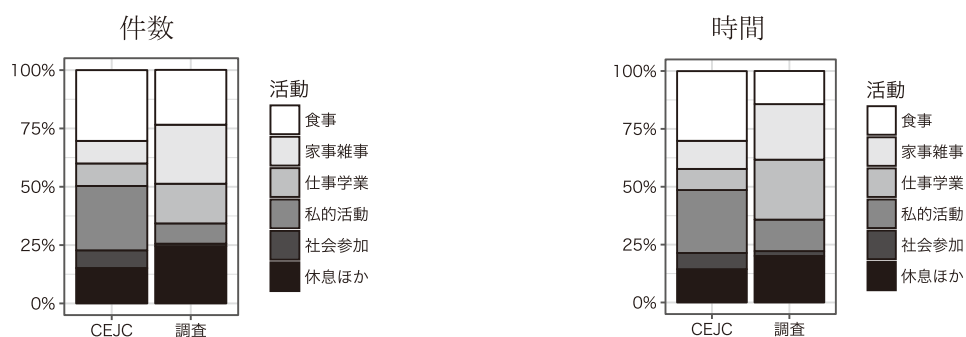 件数
100%
75%
50%
25%
0%
CEJC
調査
活動
食事
家事雑事
仕事学業
私的活動
社会参加
休息ほか
時間
100%
75%
50%
25%
0%
CEJC
調査
活動
食事
家事雑事
仕事学業
私的活動
社会参加
休息ほか